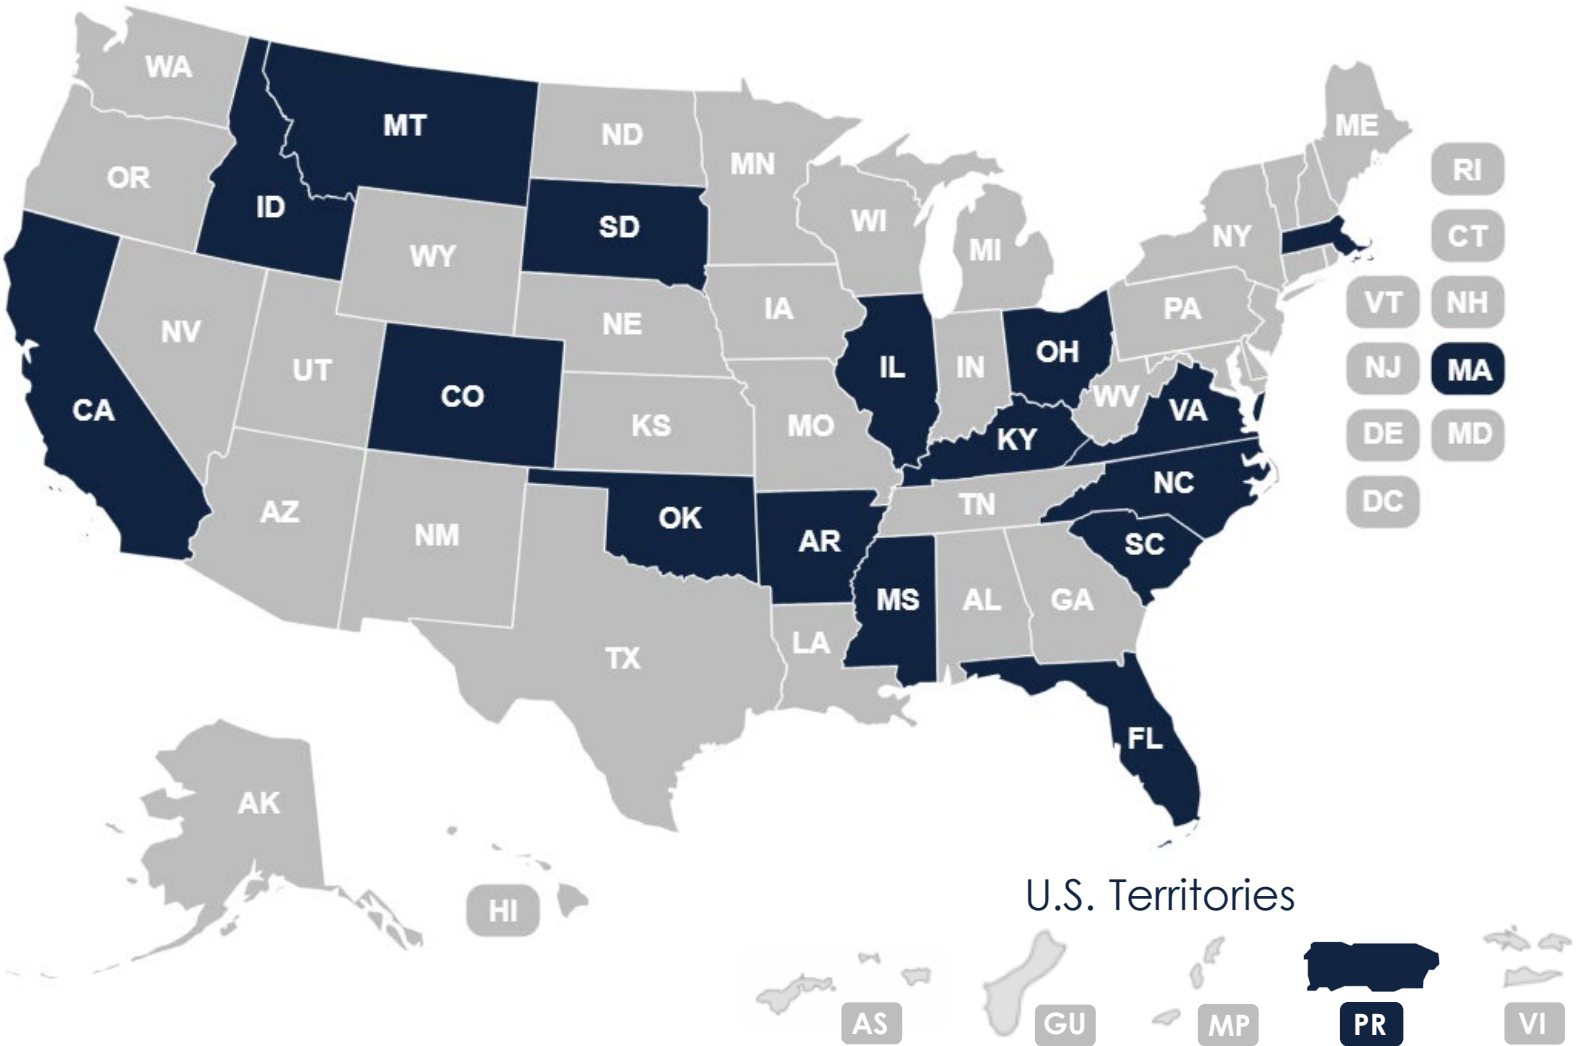 WA
MT
ND
ME
MN
OR
ID
SD
WI
MI
NY
RI
CT
WY
IA
PA
VT
NH
NV
NE
UT
CO
IL
IN
OH
NJ
MA
CA
KS
MO
WV
VA
KY
DE
MD
AZ
NM
OK
AR
TN
NC
SC
DC
MS
AL
GA
TX
LA
FL
AK
HI
U.S. Territories
AS
GU
MP
PR
VI